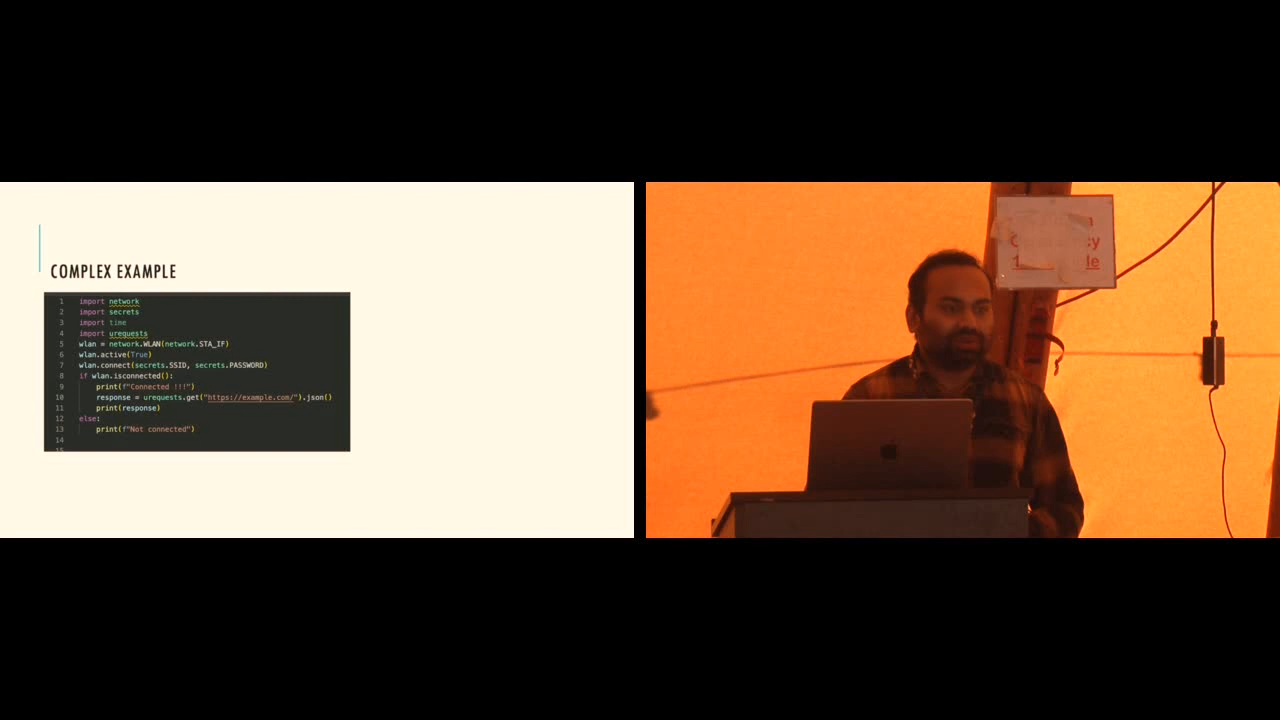 COMPLEX EXAMPLE
1 import network
2 import secrets
3 import time
4 import urequests
5 wlan = network.WLAN(network.STA_IF)
6 wlan.active(True)
7 wlan.connect(secrets.SSID, secrets.PASSWORD)
8 if wlan.isconnected():
9 print(f"Connected !!!")
10 response = urequests.get("https://example.com/").json()
11 print(response)
12 else:
13 print(f"Not connected")
14
15